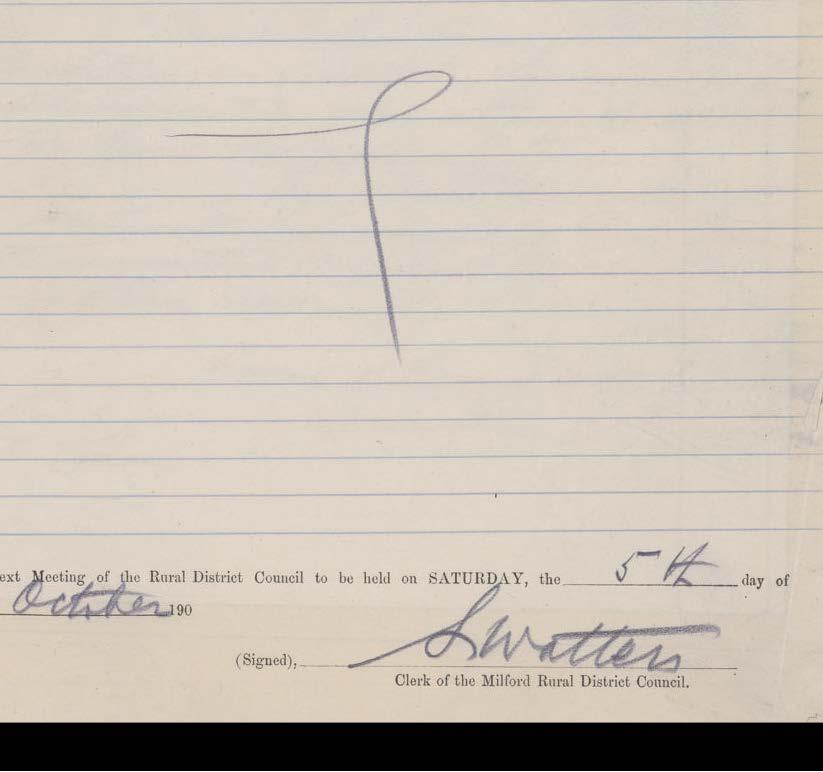 ext Meeting of the Rural District Council to be held on SATURDAY, the 5th day of
October 190
(Signed), S Watters
Clerk of the Milford Rural District Council.